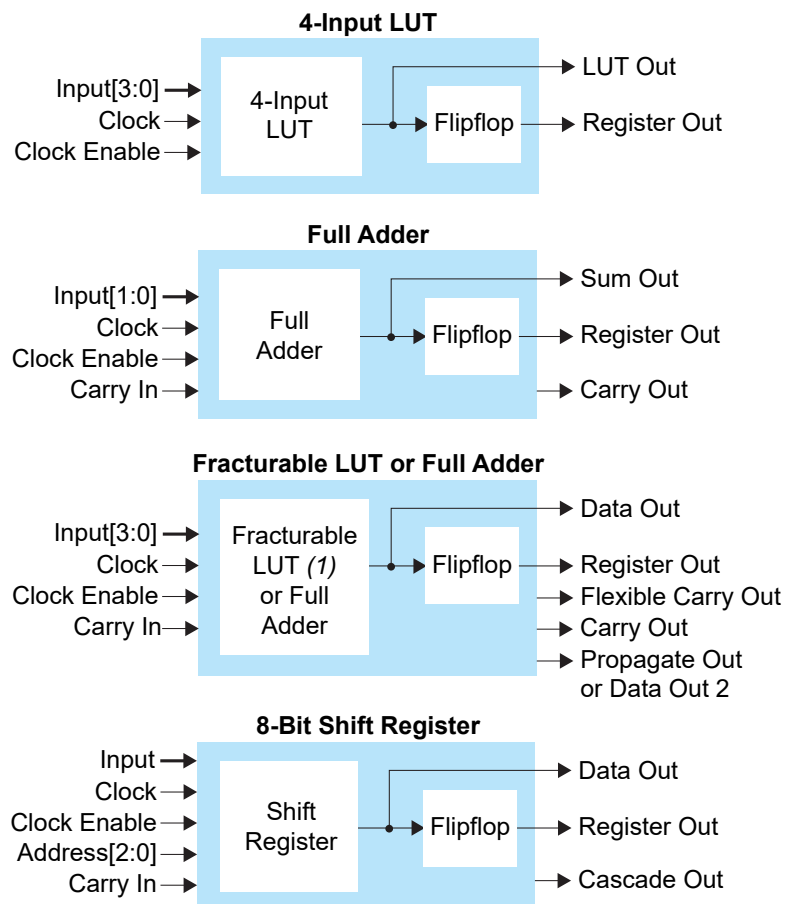 4-Input LUT
Input[3:0]
Clock
Clock Enable
4-Input
LUT
Flipflop
LUT Out
Register Out
Full Adder
Input[1:0]
Clock
Clock Enable
Carry In
Full
Adder
Flipflop
Sum Out
Register Out
Carry Out
Fracturable LUT or Full Adder
Input[3:0]
Clock
Clock Enable
Carry In
Fracturable
LUT (1)
or Full
Adder
Flipflop
Data Out
Register Out
Flexible Carry Out
Carry Out
Propagate Out
or Data Out 2
8-Bit Shift Register
Input
Clock
Clock Enable
Address[2:0]
Carry In
Shift
Register
Flipflop
Data Out
Register Out
Cascade Out